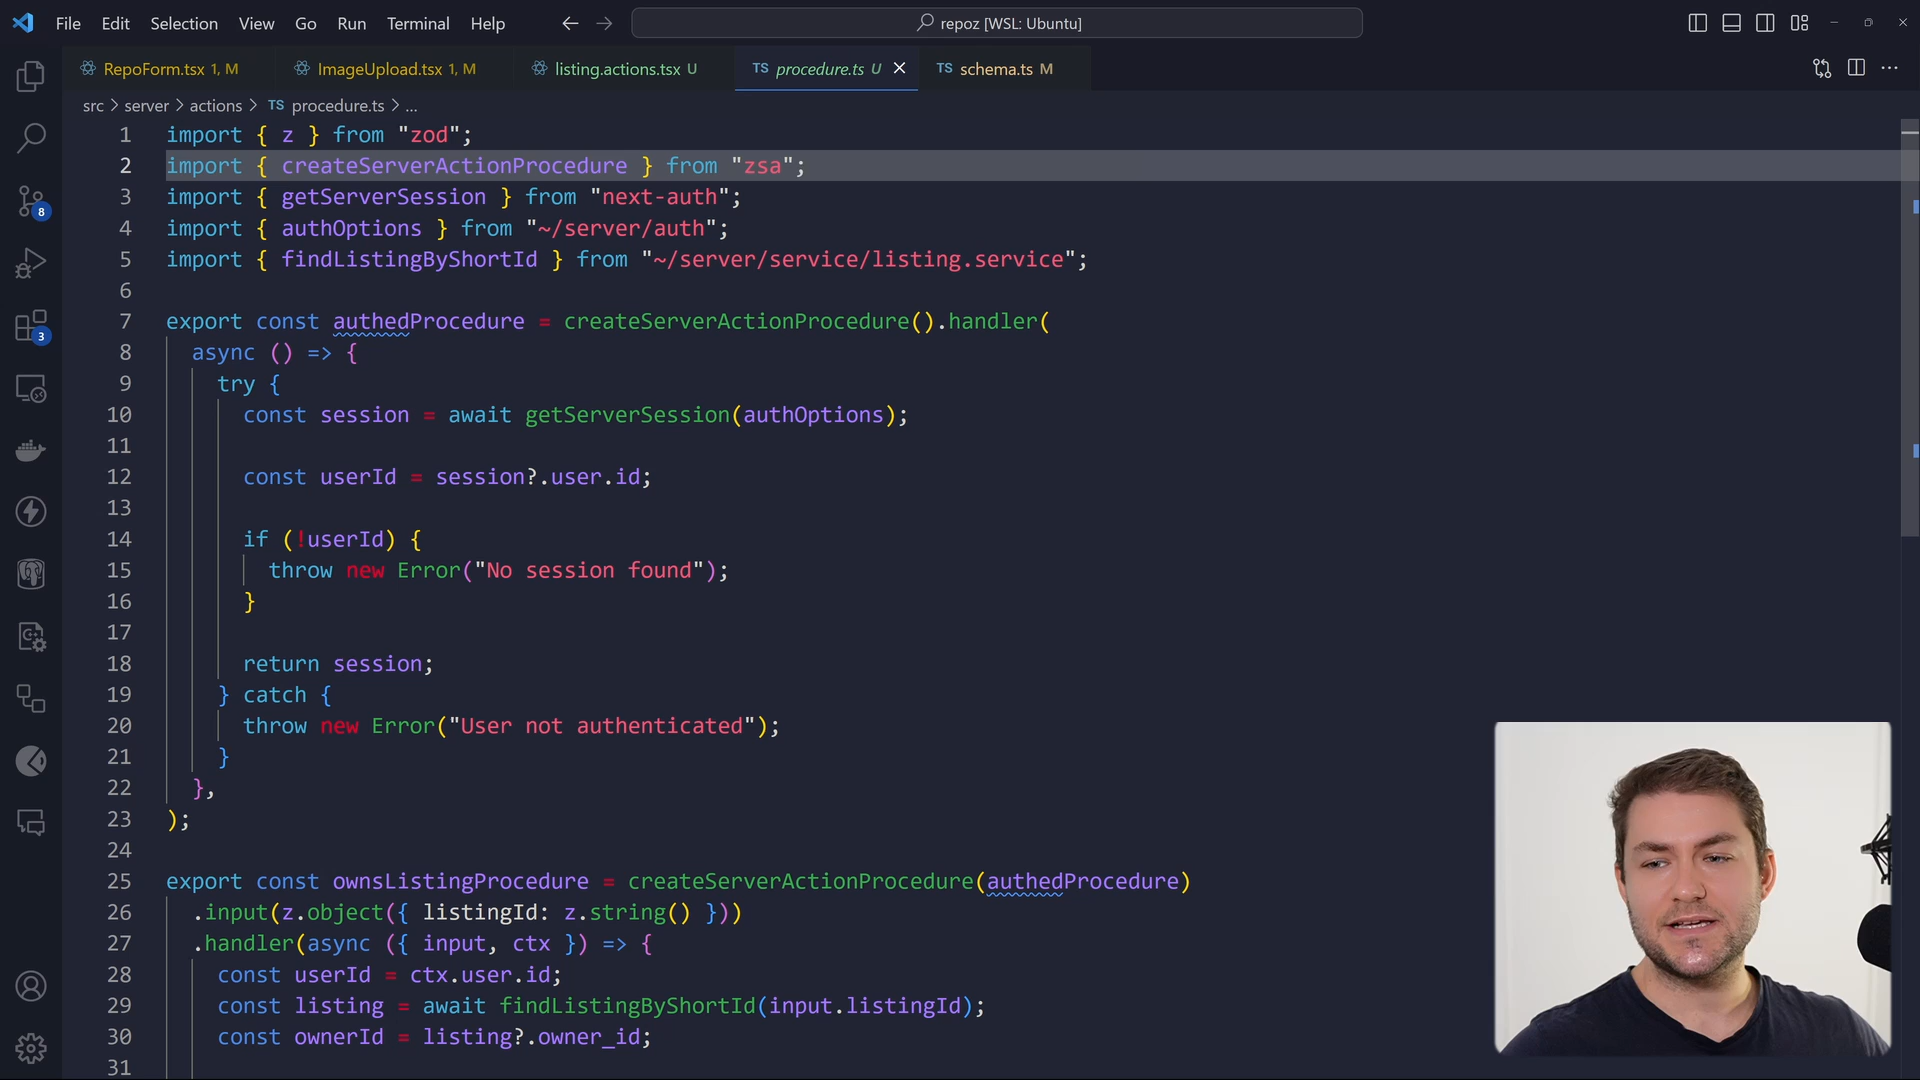 File Edit Selection View Go Run Terminal Help
repoz [WSL: Ubuntu]
RepoForm.tsx 1, M
ImageUpload.tsx 1, M
listing.actions.tsx U
TS procedure.ts U
TS schema.ts M
src > server > actions > TS procedure.ts > ...
1 import { z } from "zod";
2 import { createServerActionProcedure } from "zsa";
3 import { getServerSession } from "next-auth";
4 import { authOptions } from "~/server/auth";
5 import { findListingByShortId } from "~/server/service/listing.service";
6
7 export const authedProcedure = createServerActionProcedure().handler(
8 async () => {
9 try {
10 const session = await getServerSession(authOptions);
11
12 const userId = session?.user.id;
13
14 if (!userId) {
15 throw new Error("No session found");
16 }
17
18 return session;
19 } catch {
20 throw new Error("User not authenticated");
21 }
22 },
23 );
24
25 export const ownsListingProcedure = createServerActionProcedure(authedProcedure)
26 .input(z.object({ listingId: z.string() }))
27 .handler(async ({ input, ctx }) => {
28 const userId = ctx.user.id;
29 const listing = await findListingByShortId(input.listingId);
30 const ownerId = listing?.owner_id;
31
8
3